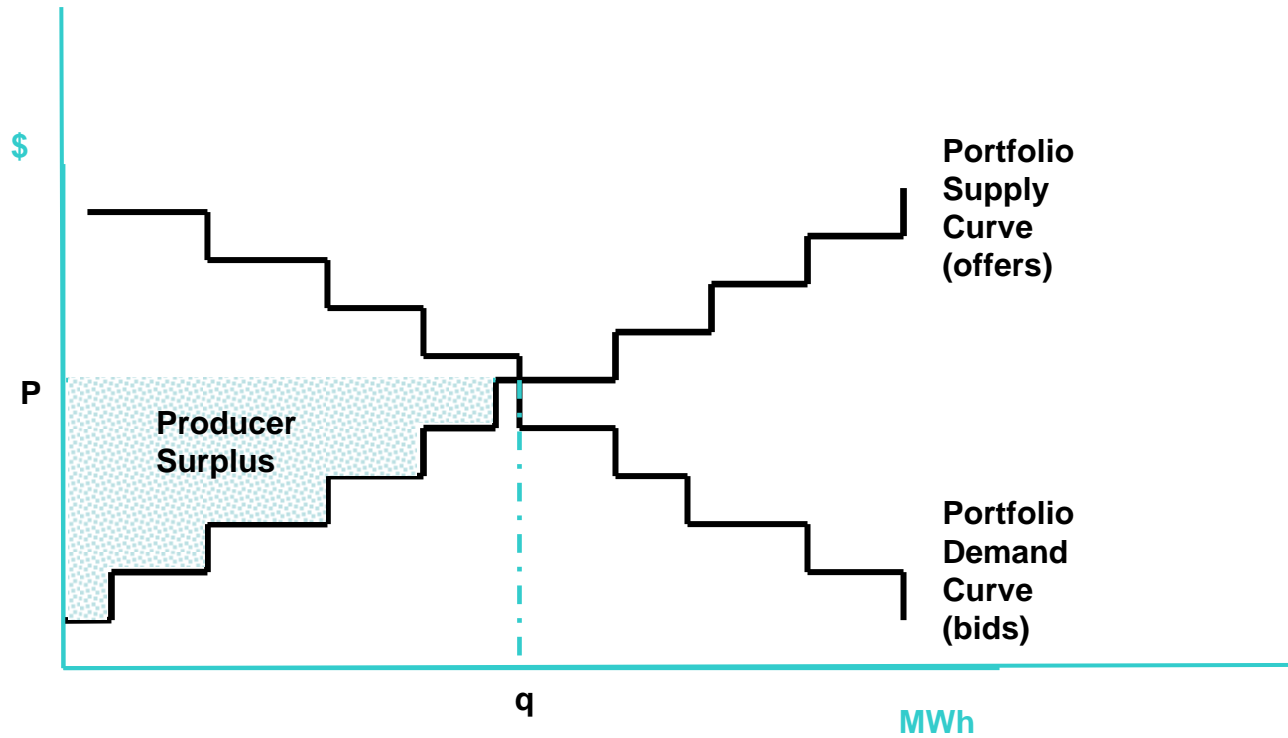 $
Portfolio
Supply
Curve
(offers)
P
Producer
Surplus
Portfolio
Demand
Curve
(bids)
q
MWh